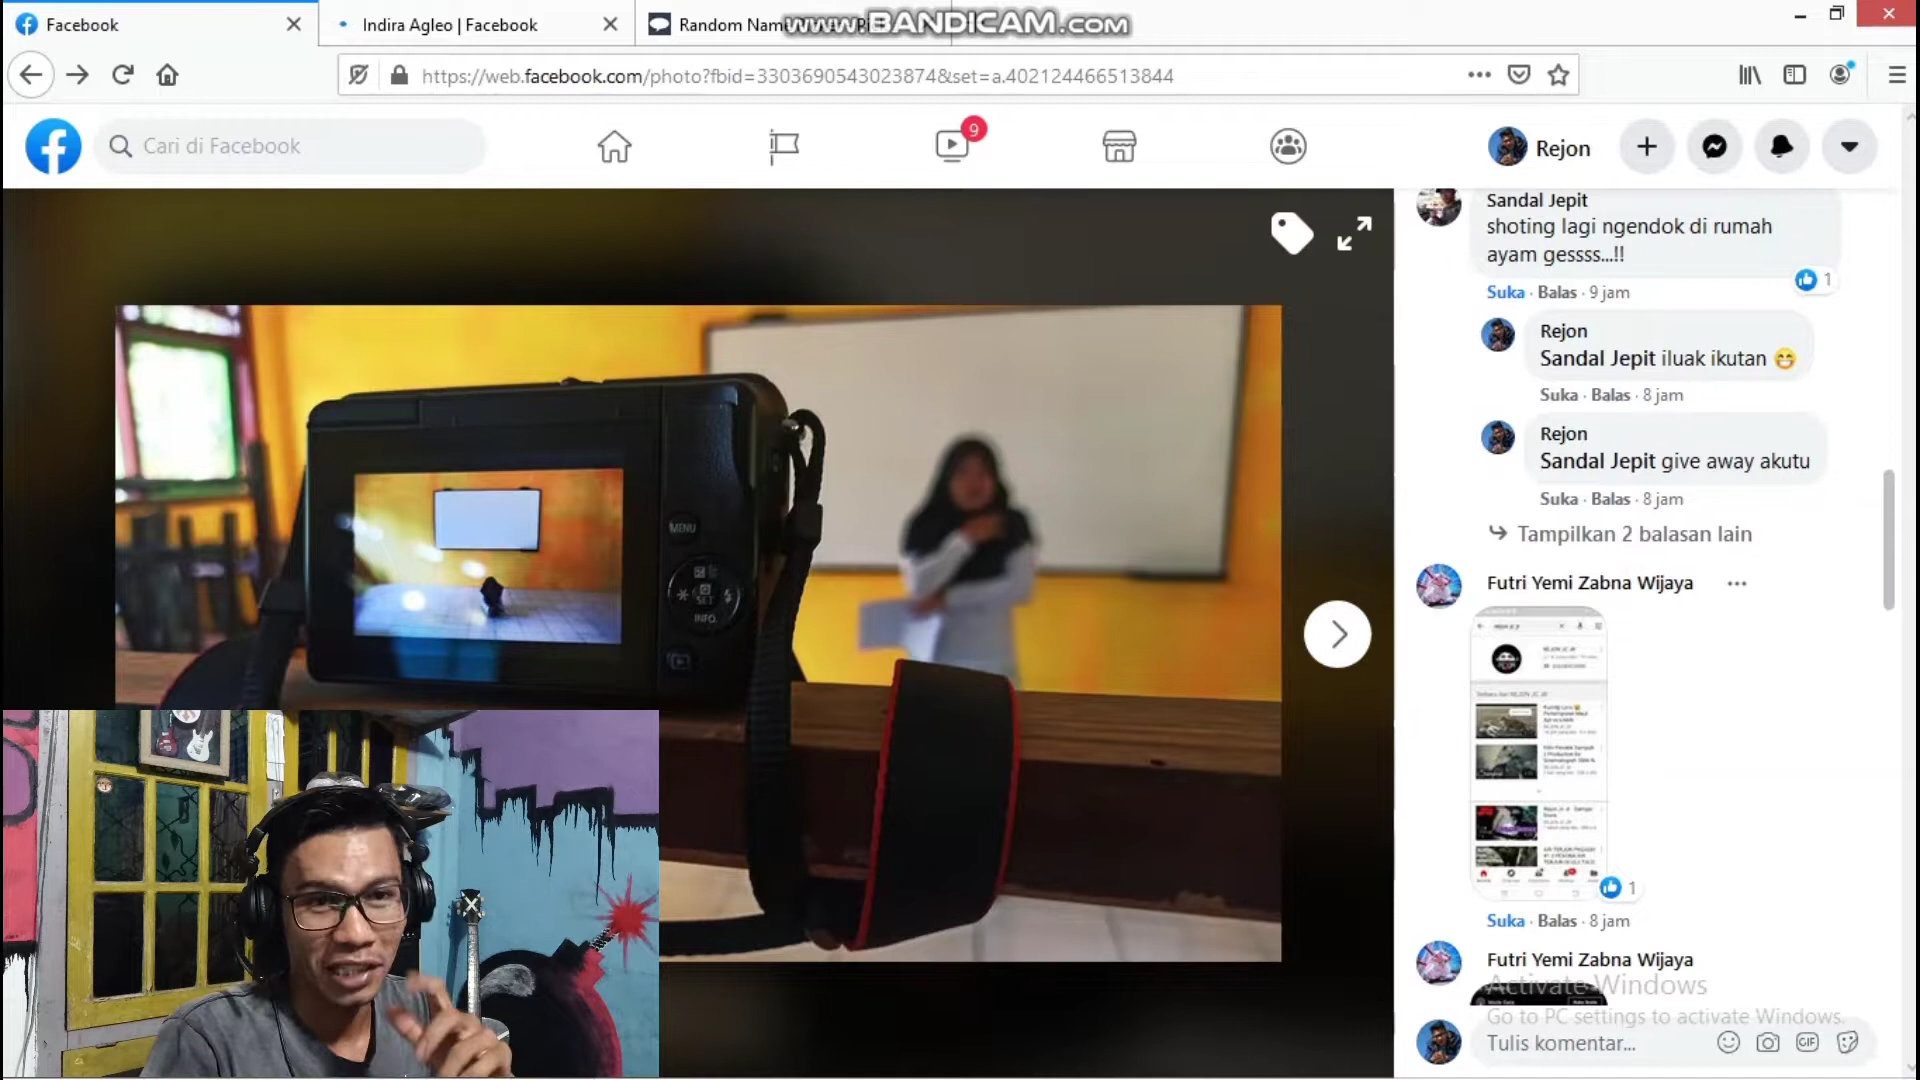 Facebook
Indira Agleo | Facebook
Random Nam
www.BANDICAM.com
https://web.facebook.com/photo?fbid=3303690543023874&set=a.402124466513844
Cari di Facebook
9
Rejon
Sandal Jepit
shoting lagi ngendok di rumah
ayam gessss...!!
1
Suka · Balas · 9 jam
Rejon
Sandal Jepit iluak ikutan
Suka · Balas · 8 jam
Rejon
Sandal Jepit give away akutu
Suka · Balas · 8 jam
Tampilkan 2 balasan lain
Futri Yemi Zabna Wijaya
1
Suka · Balas · 8 jam
Futri Yemi Zabna Wijaya
Activate Windows
Go to PC settings to activate Windows.
Tulis komentar...
GIF
MENU
SET
INFO.